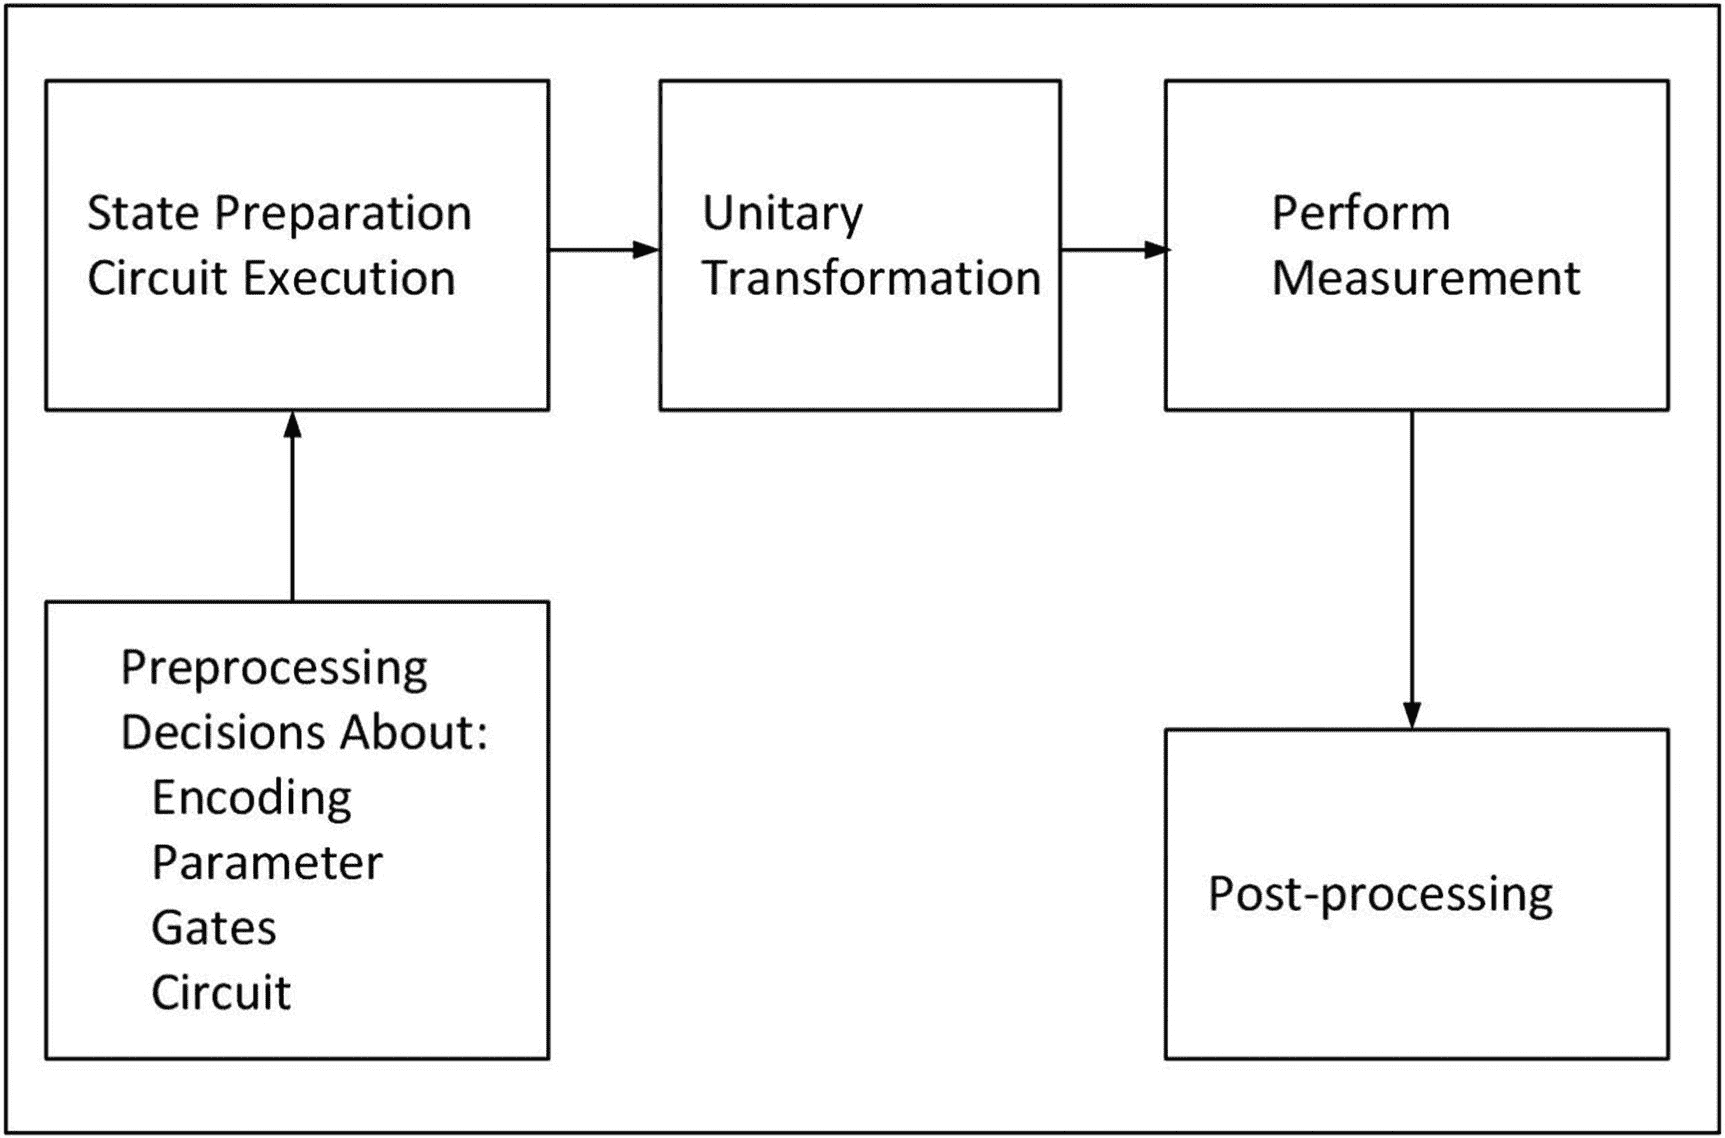 State Preparation
Circuit Execution
Unitary
Transformation
Perform
Measurement
Preprocessing
Decisions About:
Encoding
Parameter
Gates
Circuit
Post-processing